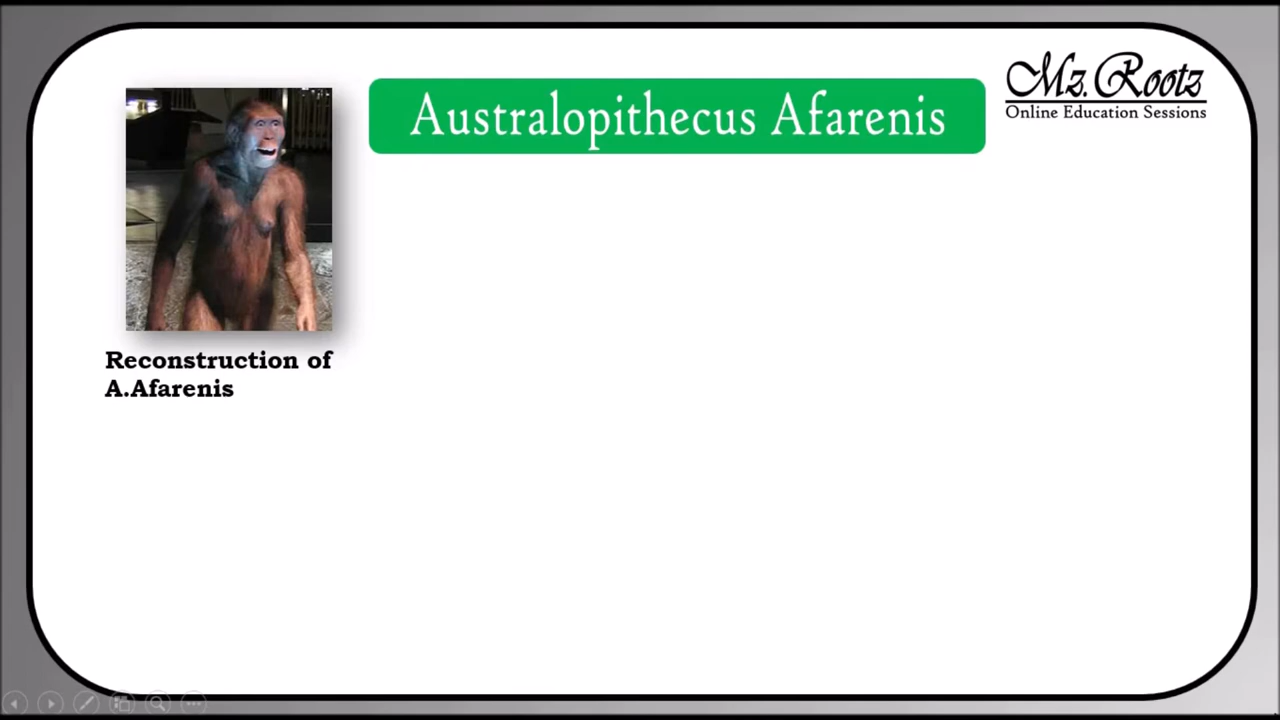 Australopithecus Afarenis
Mz. Rootz
Online Education Sessions
Reconstruction of
A.Afarenis